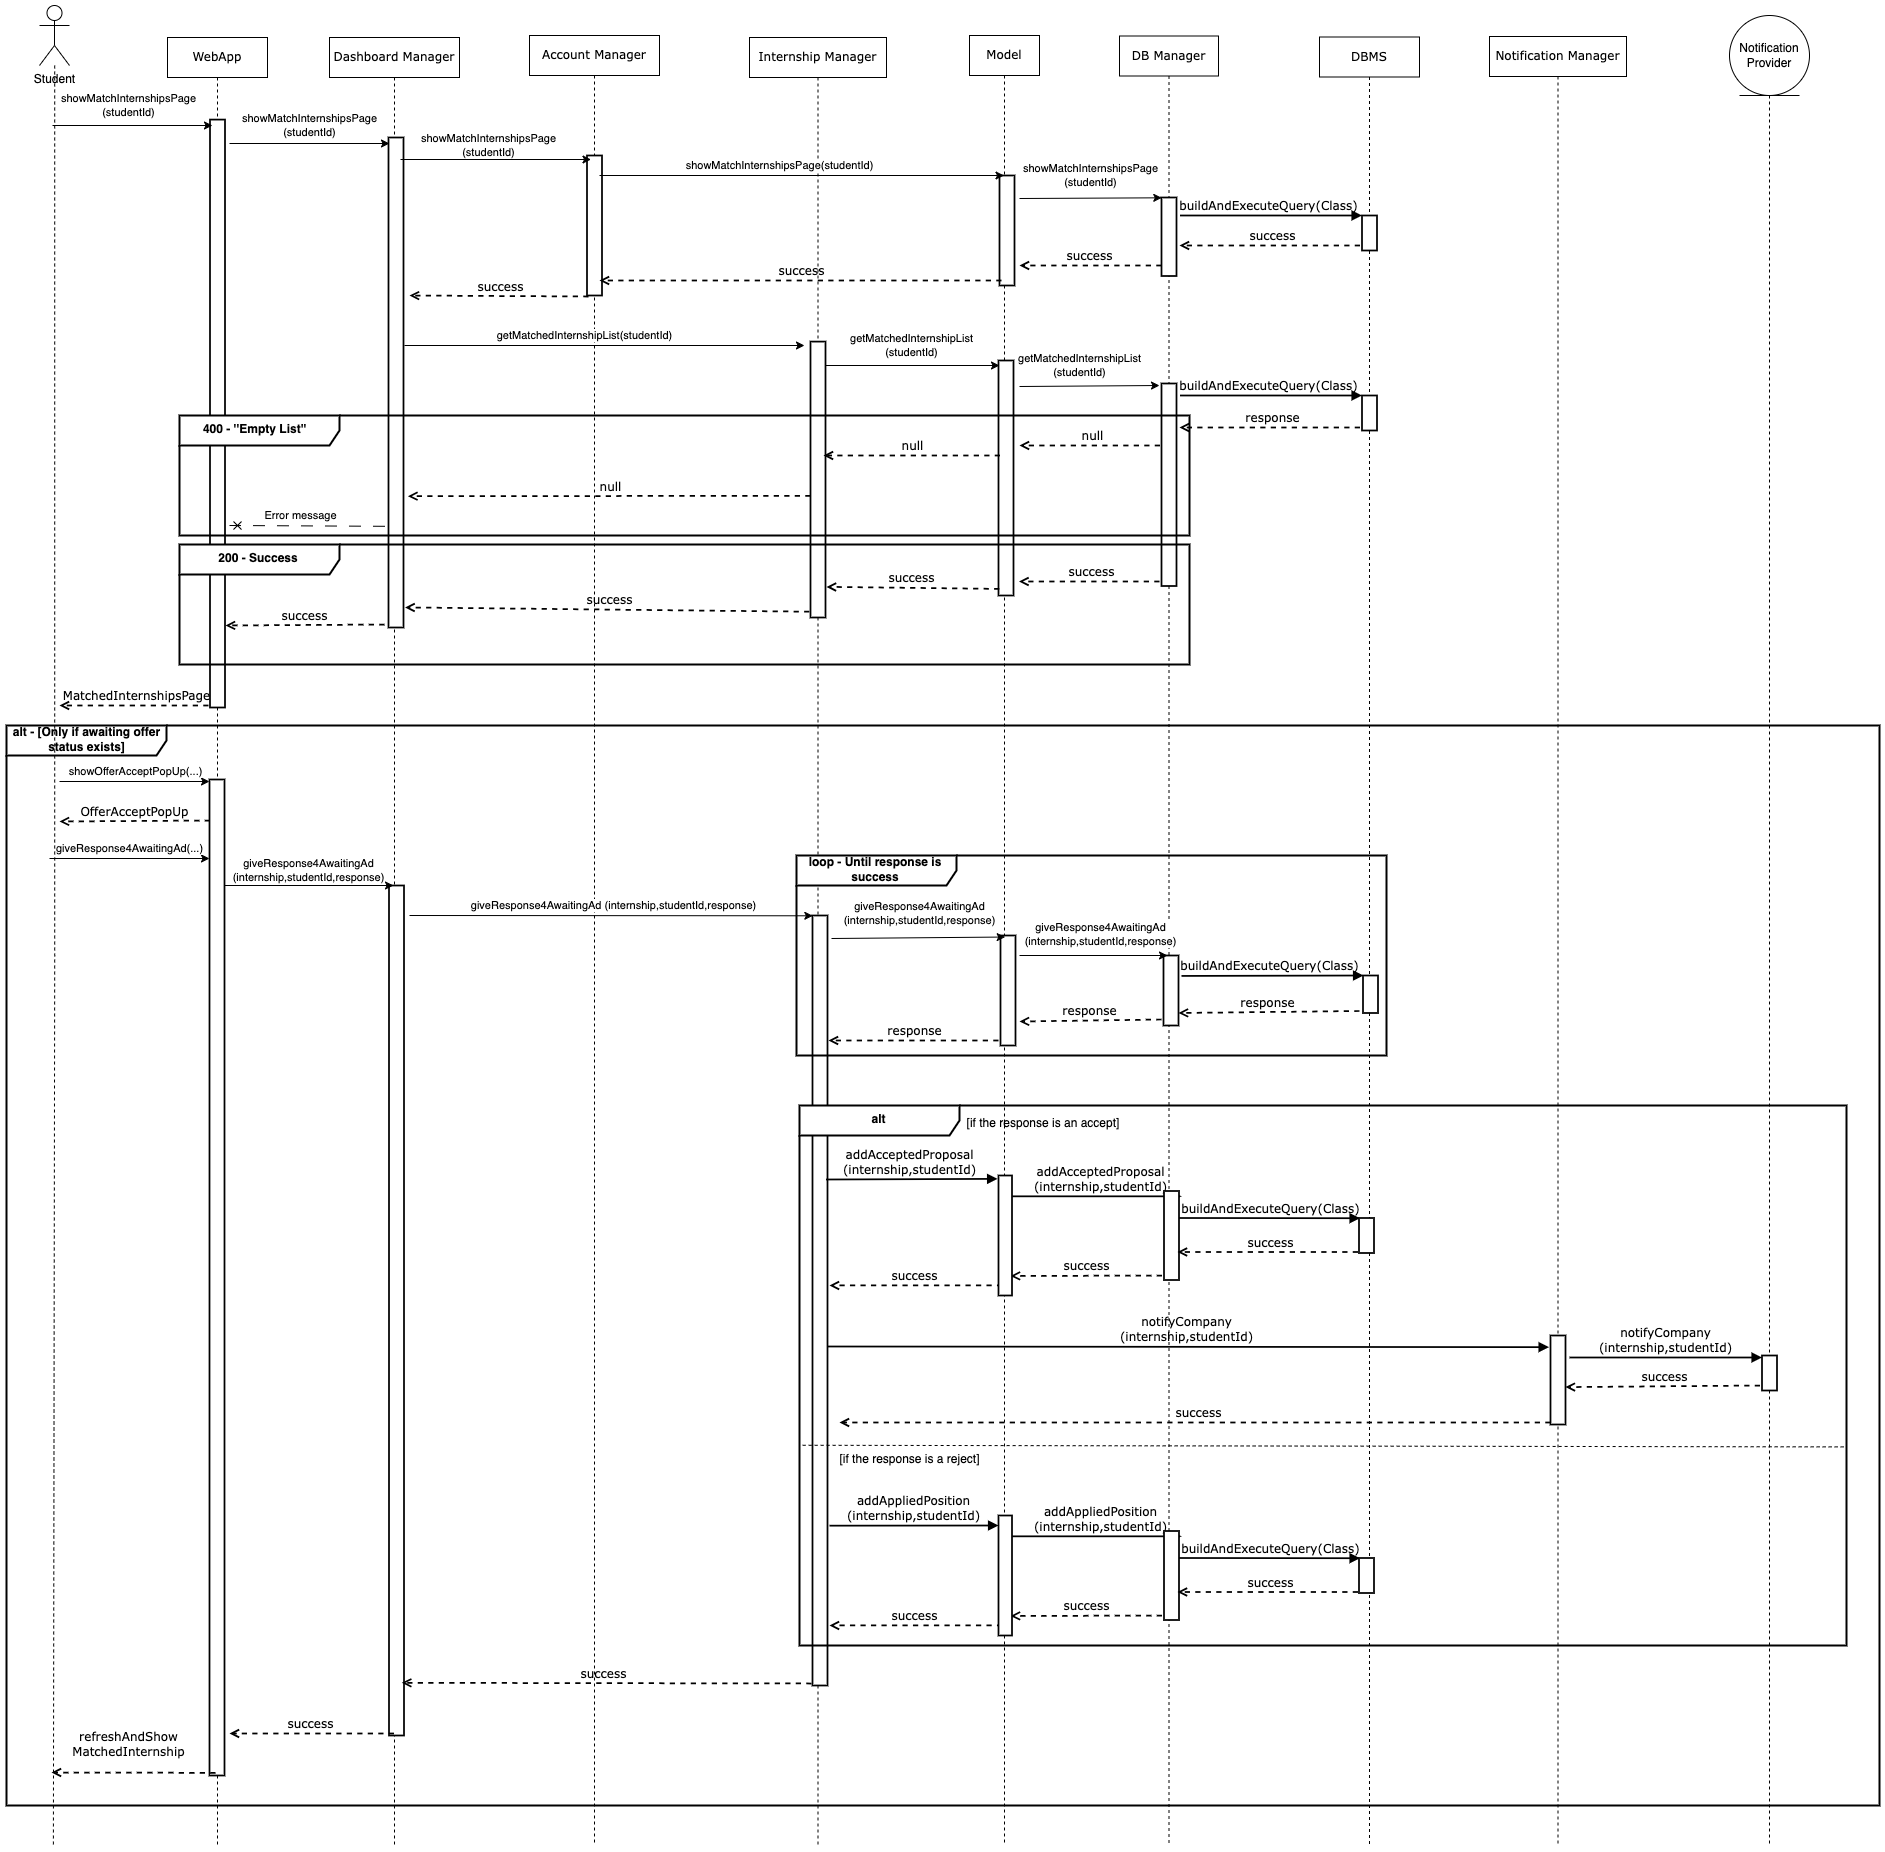 Student
WebApp
Dashboard Manager
Account Manager
Internship Manager
Model
DB Manager
DBMS
Notification Manager
Notification
Provider
showMatchInternshipsPage
(studentId)
showMatchInternshipsPage
(studentId)
showMatchInternshipsPage
(studentId)
showMatchInternshipsPage(studentId)
showMatchInternshipsPage
(studentId)
buildAndExecuteQuery(Class)
success
success
success
success
getMatchedInternshipList(studentId)
getMatchedInternshipList
(studentId)
getMatchedInternshipList
(studentId)
buildAndExecuteQuery(Class)
400 - "Empty List"
response
null
null
null
Error message
200 - Success
success
success
success
success
MatchedInternshipsPage
alt - [Only if awaiting offer
status exists]
showOfferAcceptPopUp(...)
OfferAcceptPopUp
giveResponse4AwaitingAd(...)
giveResponse4AwaitingAd
(internship,studentId,response)
loop - Until response is
success
giveResponse4AwaitingAd (internship,studentId,response)
giveResponse4AwaitingAd
(internship,studentId,response)
giveResponse4AwaitingAd
(internship,studentId,response)
buildAndExecuteQuery(Class)
response
response
response
alt
[if the response is an accept]
addAcceptedProposal
(internship,studentId)
addAcceptedProposal
(internship,studentId)
buildAndExecuteQuery(Class)
success
success
success
notifyCompany
(internship,studentId)
notifyCompany
(internship,studentId)
success
success
[if the response is a reject]
addAppliedPosition
(internship,studentId)
addAppliedPosition
(internship,studentId)
buildAndExecuteQuery(Class)
success
success
success
success
success
refreshAndShow
MatchedInternship